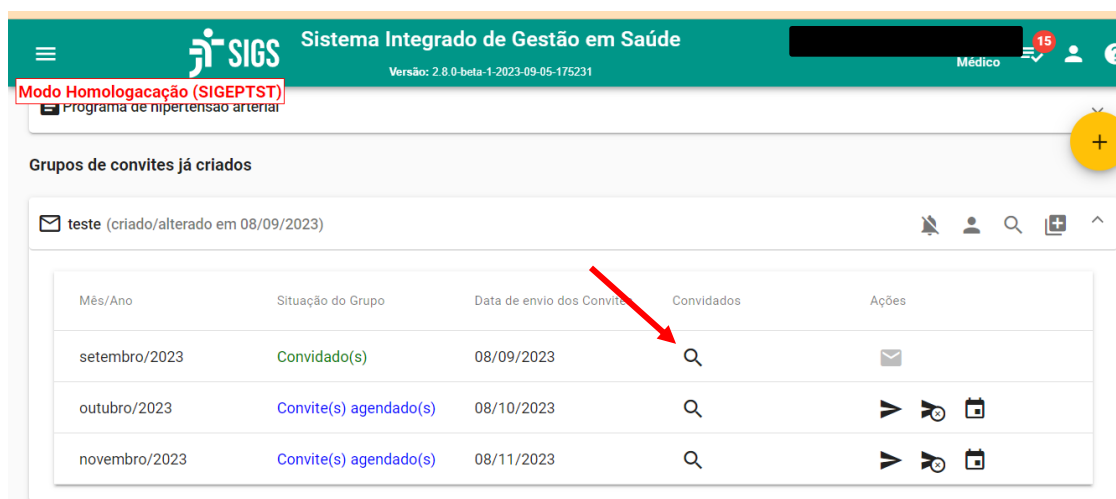 SIGS
Sistema Integrado de Gestão em Saúde
Versão: 2.8.0-beta-1-2023-09-05-175231
Médico
15
Modo Homologacação (SIGEPTST)
Programa de hipertensão arterial
+
Grupos de convites já criados
teste (criado/alterado em 08/09/2023)
Mês/Ano Situação do Grupo Data de envio dos Convites Convidados Ações
setembro/2023 Convidado(s) 08/09/2023
outubro/2023 Convite(s) agendado(s) 08/10/2023
novembro/2023 Convite(s) agendado(s) 08/11/2023